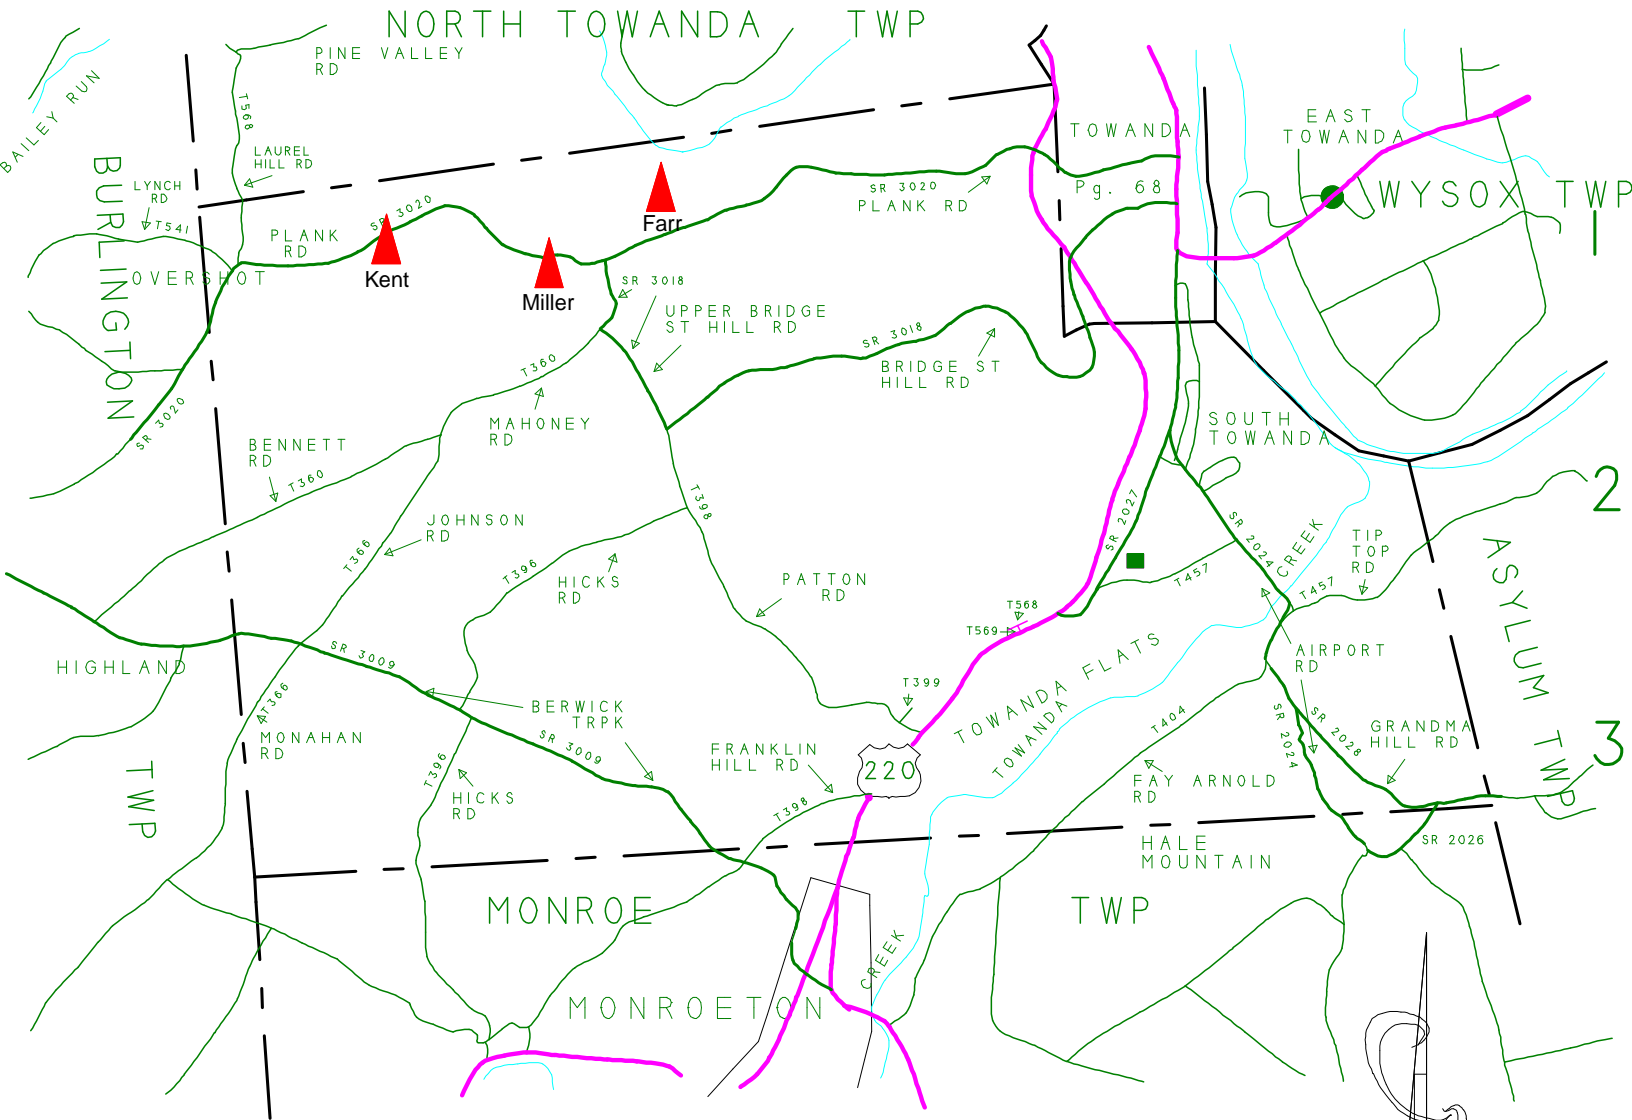 NORTH TOWANDA TWP
PINE VALLEY
RD
BAILEY RUN
T568
LAUREL
HILL RD
BURLINGTON
TWP
LYNCH
RD
T541
PLANK
RD
OVERSHOT
SR 3020
SR 3020
Kent
Miller
Farr
SR 3020
PLANK RD
TOWANDA
Pg. 68
EAST
TOWANDA
WYSOX TWP
1
SR 3018
UPPER BRIDGE
ST HILL RD
SR 3018
BRIDGE ST
HILL RD
T360
MAHONEY
RD
BENNETT
RD
T360
SOUTH
TOWANDA
2
JOHNSON
RD
T366
T398
SR 2027
SR 2024
CREEK
TIP
TOP
RD
ASYLUM TWP
T396
HICKS
RD
PATTON
RD
T457
T457
T568
T569
HIGHLAND
SR 3009
T366
MONAHAN
RD
BERWICK
TRPK
SR 3009
T399
TOWANDA FLATS
TOWANDA
T404
AIRPORT
RD
SR 2024
SR 2028
GRANDMA
HILL RD
3
FRANKLIN
HILL RD
220
T396
HICKS
RD
T398
FAY ARNOLD
RD
HALE
MOUNTAIN
SR 2026
MONROE TWP
CREEK
MONROETON